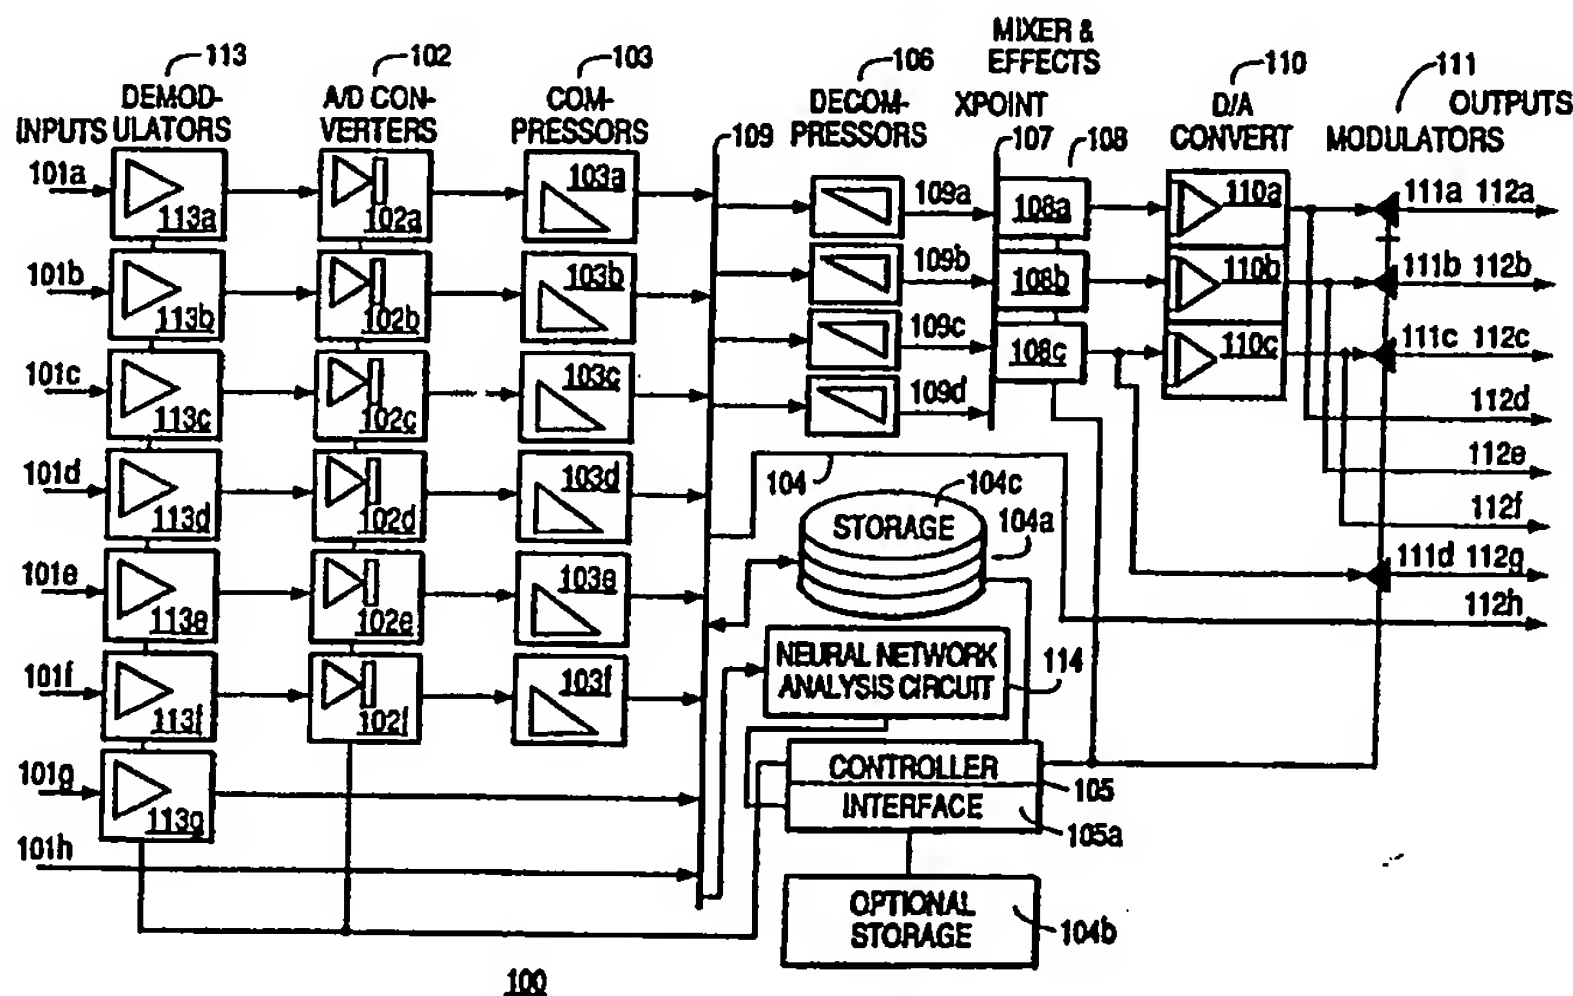 MIXER &
EFFECTS
113
102
103
106
110
111
DEMOD-
ULATORS
A/D CON-
VERTERS
COM-
PRESSORS
109
DECOM-
PRESSORS
XPOINT
107
108
D/A
CONVERT
MODULATORS
OUTPUTS
INPUTS
101a
113a
102a
103a
109a
108a
110a
111a 112a
101b
113b
102b
103b
109b
108b
110b
111b 112b
101c
113c
102c
103c
109c
108c
110c
111c 112c
109d
112d
101d
113d
102d
103d
104
104c
STORAGE
104a
112e
112f
101e
113e
102e
103e
111d 112g
112h
101f
113f
102f
103f
NEURAL NETWORK
ANALYSIS CIRCUIT
114
101g
113g
CONTROLLER
105
INTERFACE
105a
101h
OPTIONAL
STORAGE
104b
100